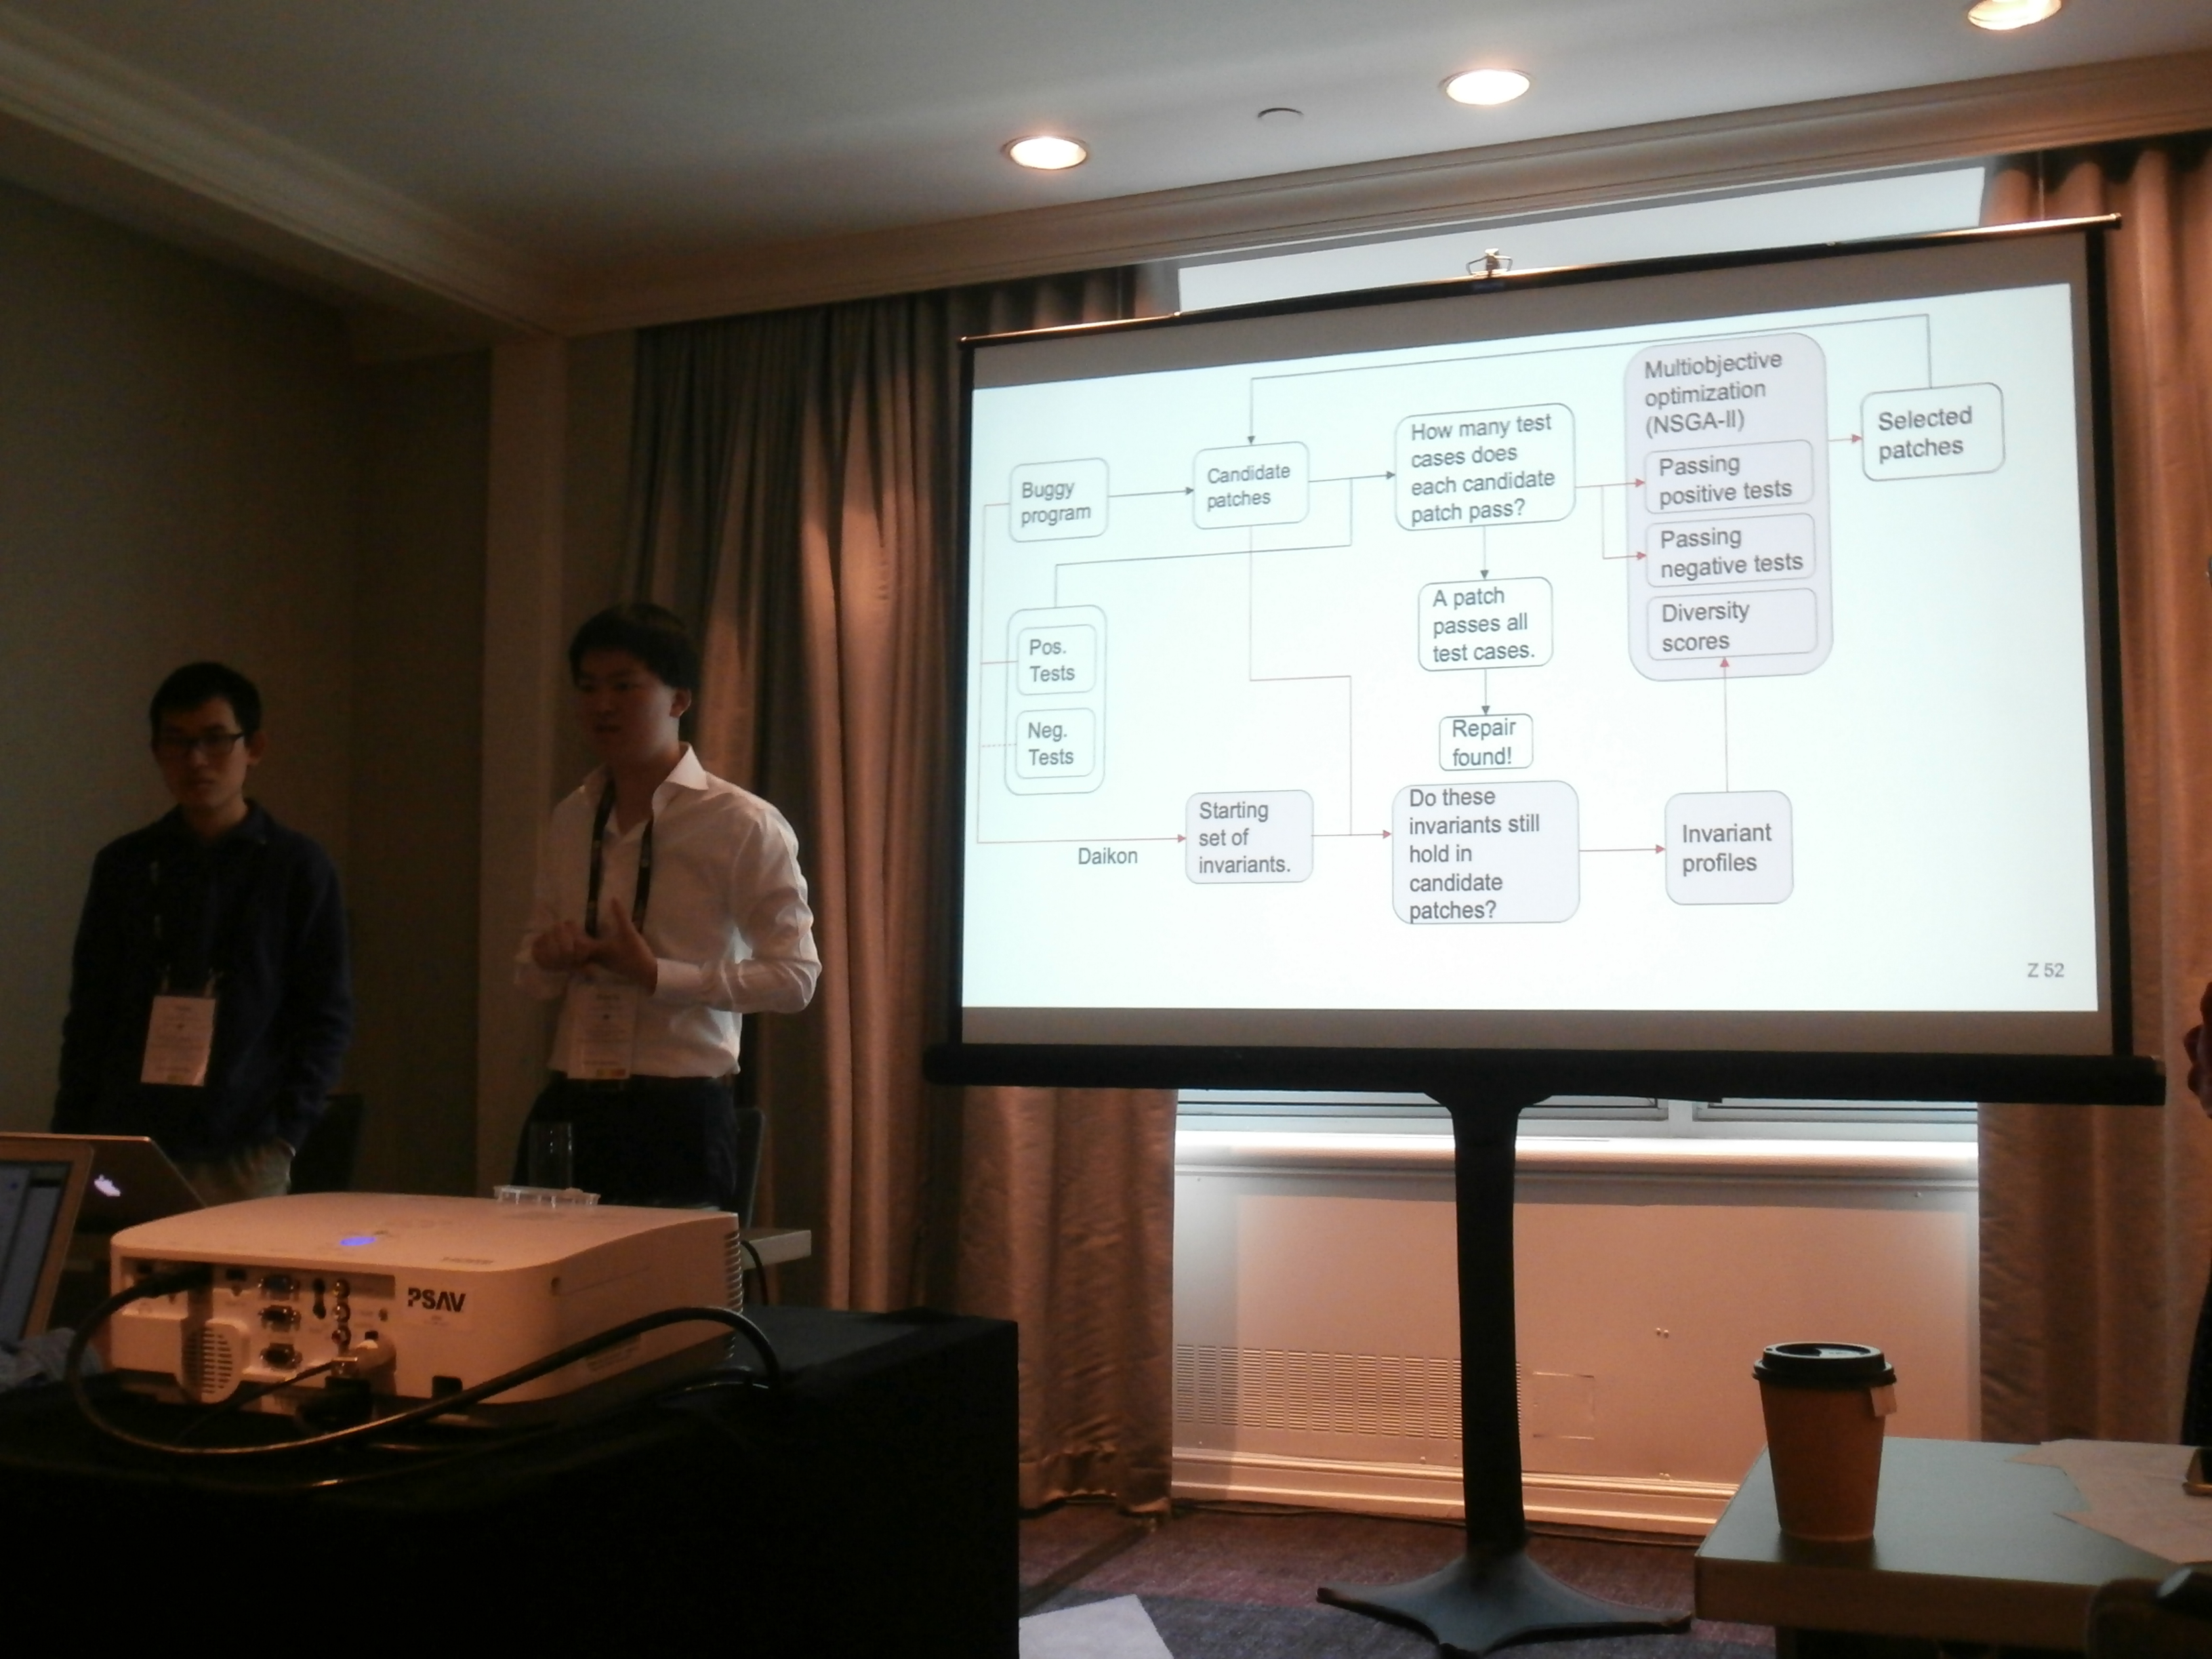 Buggy
program
Candidate
patches
How many test
cases does
each candidate
patch pass?
Multiobjective
optimization
(NSGA-II)
Passing
positive tests
Passing
negative tests
Diversity
scores
Selected
patches
Pos.
Tests
Neg.
Tests
A patch
passes all
test cases.
Repair
found!
Daikon
Starting
set of
invariants.
Do these
invariants still
hold in
candidate
patches?
Invariant
profiles
Z 52
PSAV